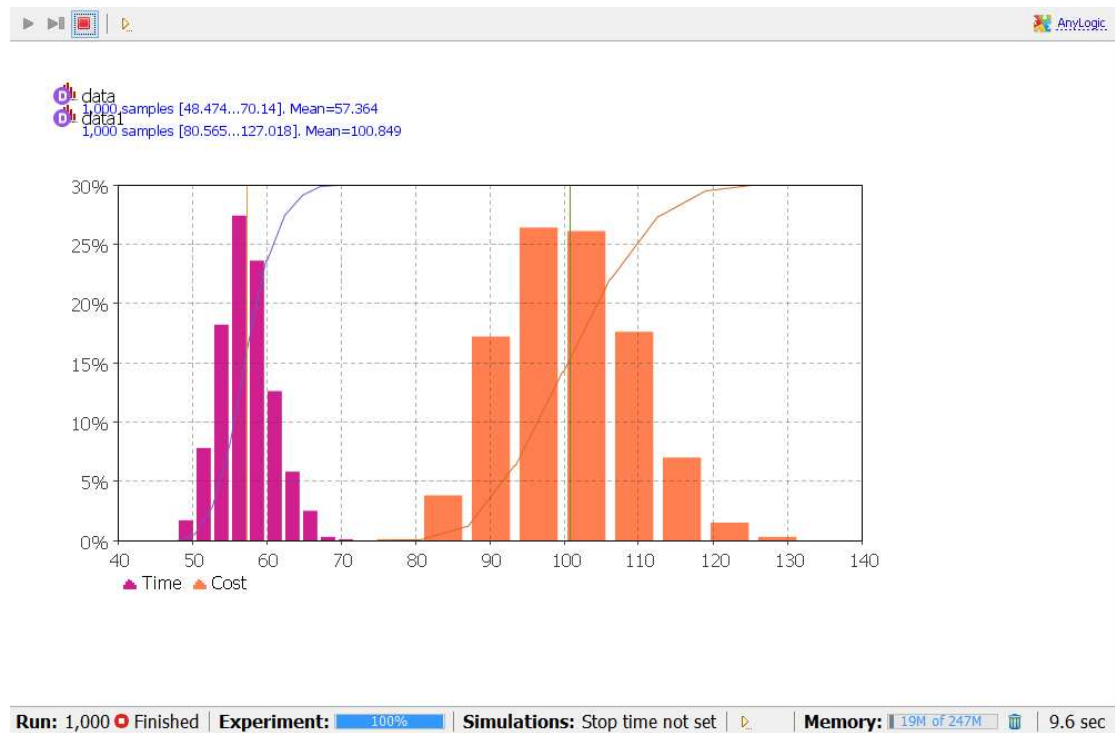 AnyLogic
data
1,000 samples [48.474...70.14]. Mean=57.364
data1
1,000 samples [80.565...127.018]. Mean=100.849
30%
25%
20%
15%
10%
5%
0%
40 50 60 70 80 90 100 110 120 130 140
Time Cost
Run: 1,000 Finished Experiment: 100% Simulations: Stop time not set Memory: 19M of 247M 9.6 sec